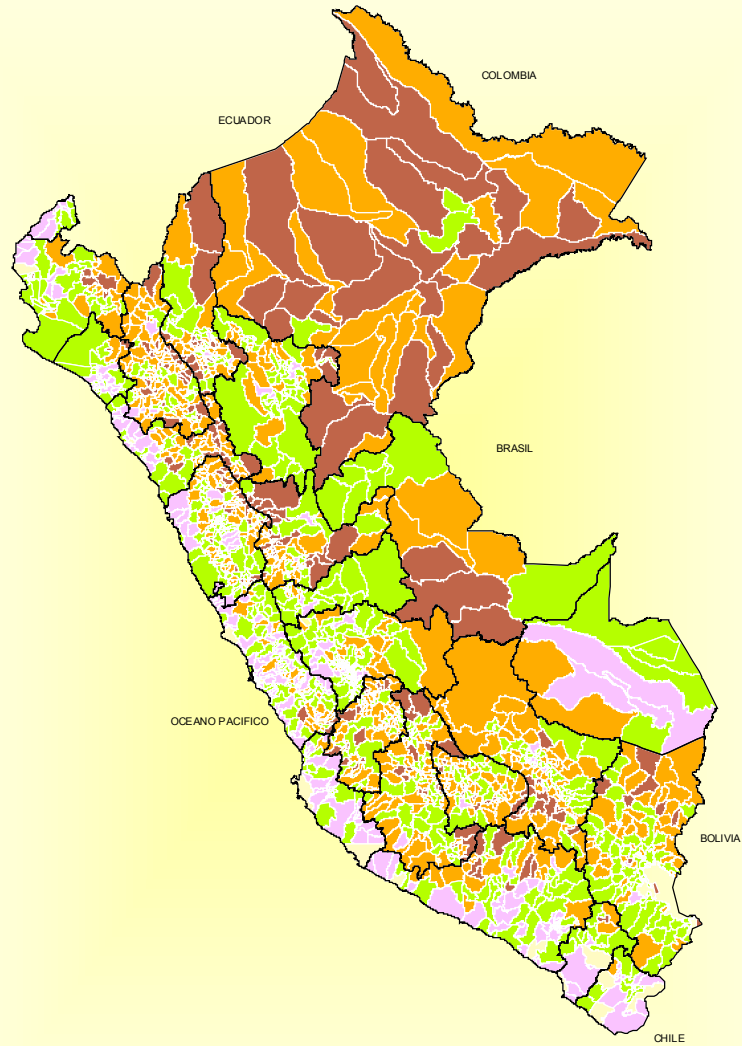 COLOMBIA
ECUADOR
BRASIL
OCEANO PACIFICO
BOLIVIA
CHILE